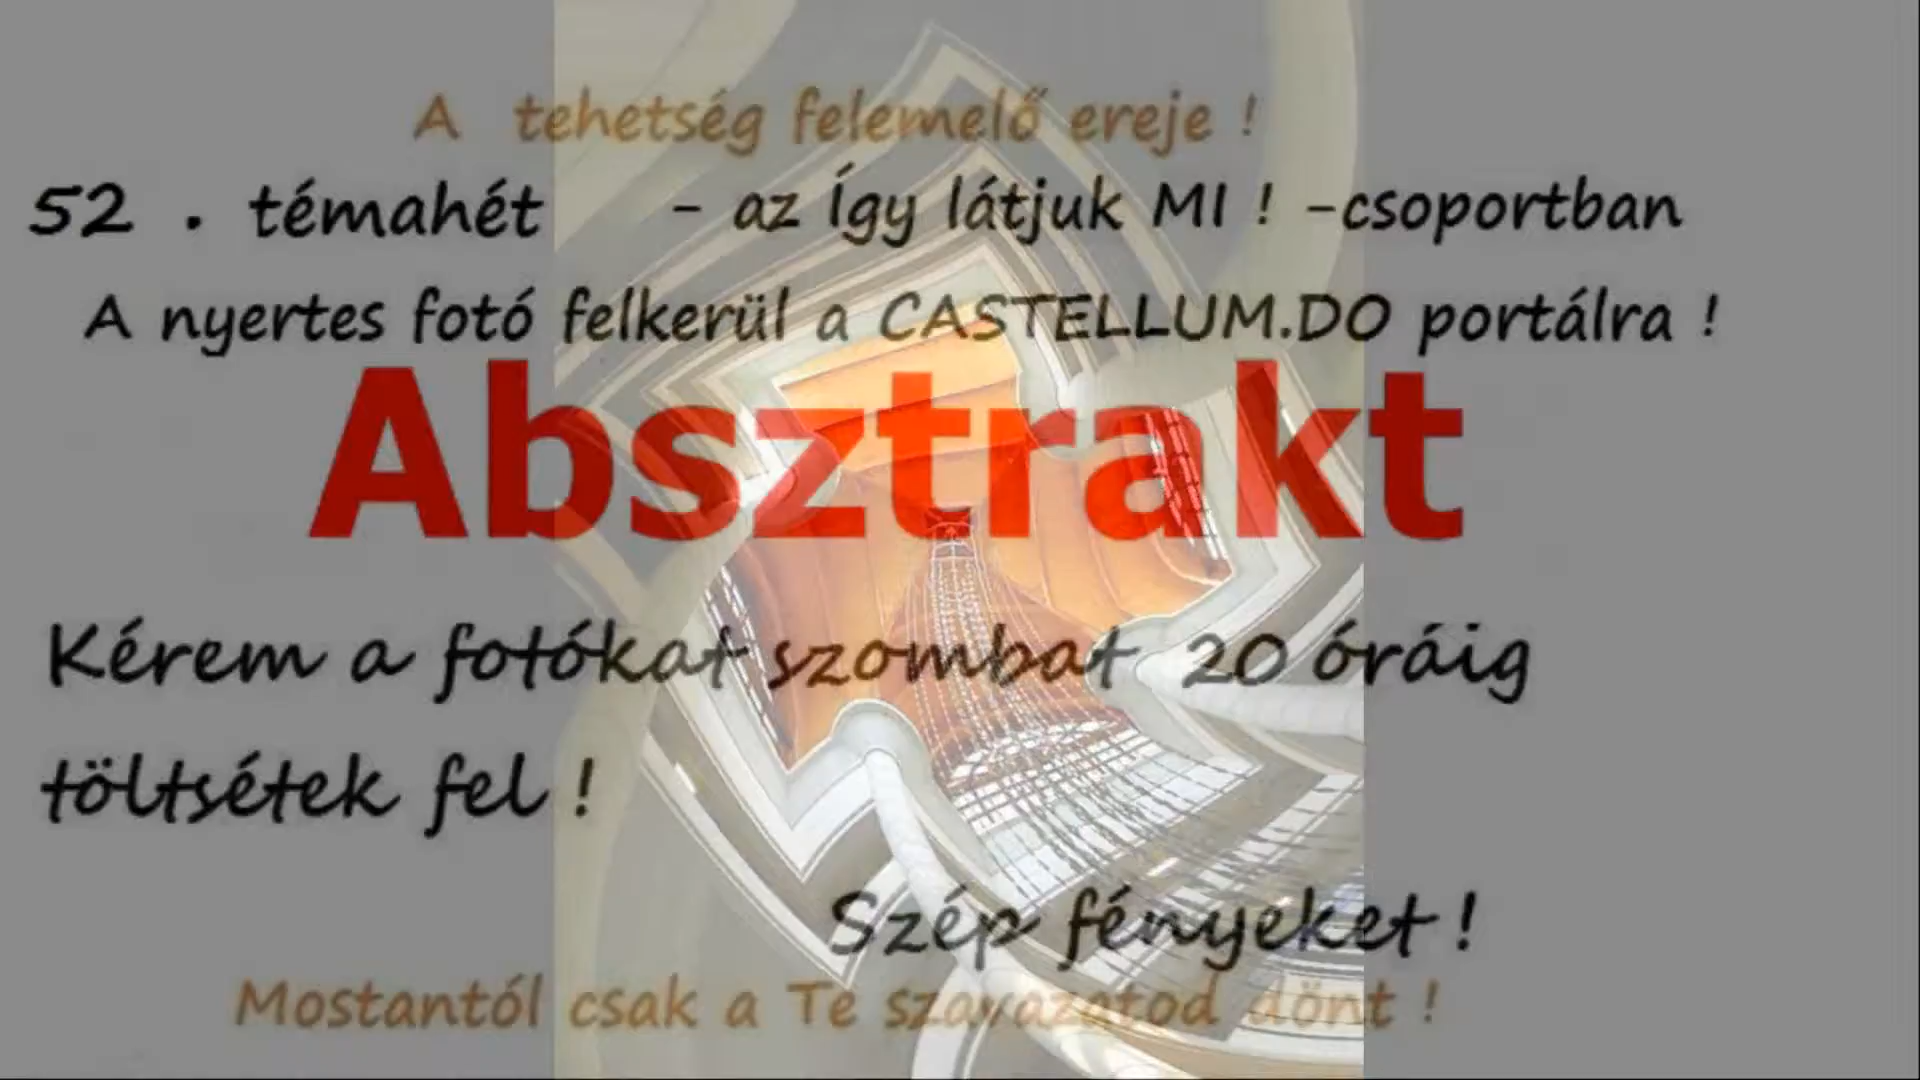 A tehetség felemelő ereje !
52 . témahét - az Így látjuk MI ! -csoportban
A nyertes fotó felkerül a CASTELLUM.DO portálra !
Absztrakt
Kérem a fotókat szombat 20 óráig
töltsétek fel !
Szép fényeket !
Mostantól csak a Te szavazatod dönt !